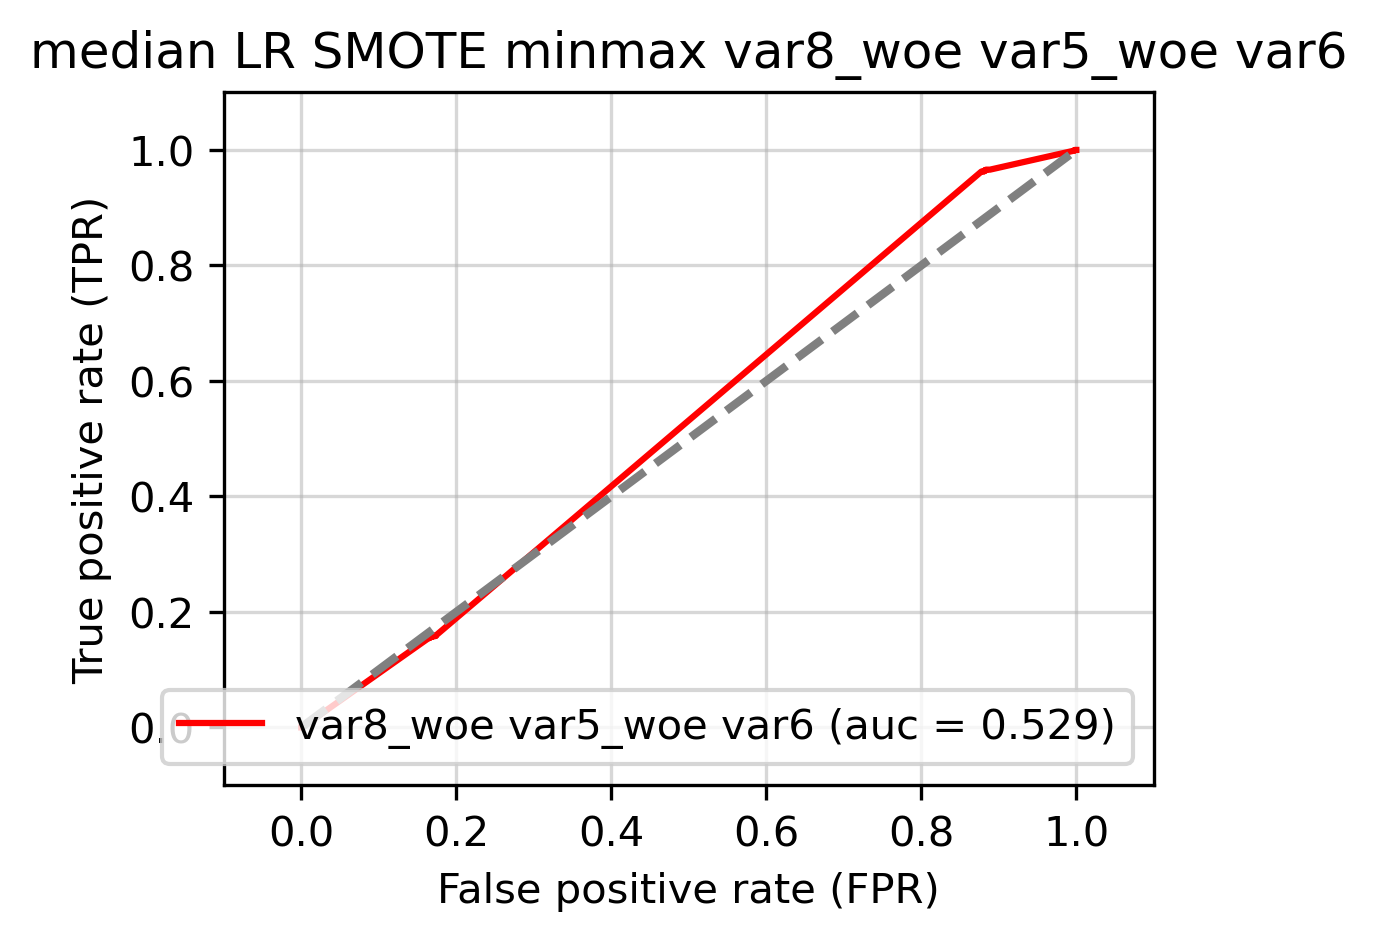 median LR SMOTE minmax var8_woe var5_woe var6
1.0
0.8
0.6
0.4
0.2
0.0
True positive rate (TPR)
var8_woe var5_woe var6 (auc = 0.529)
0.0 0.2 0.4 0.6 0.8 1.0
False positive rate (FPR)